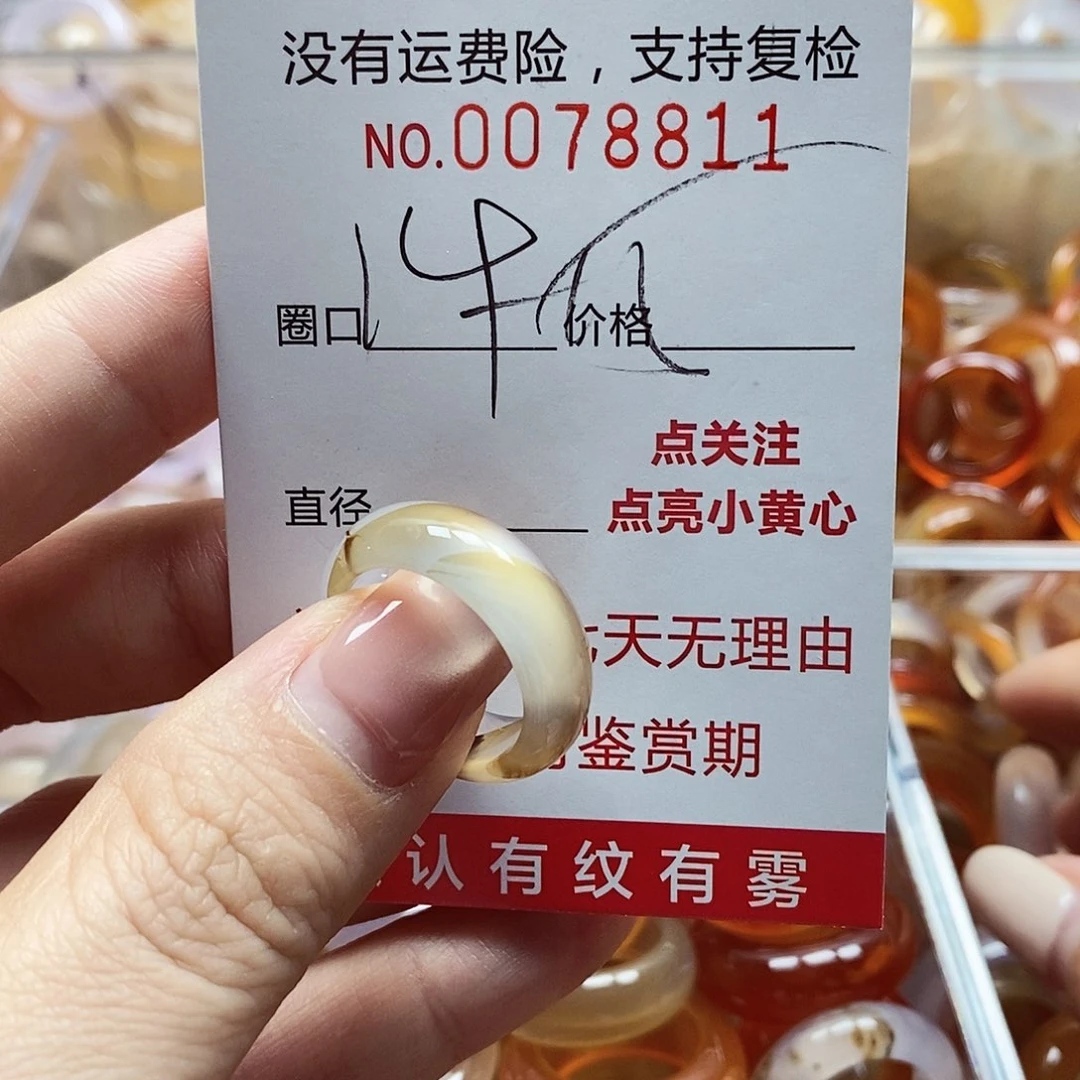 没有运费险，支持复检
NO.0078811
圈口 价格
点关注
直径 点亮小黄心
天无理由
鉴赏期
认有纹有雾